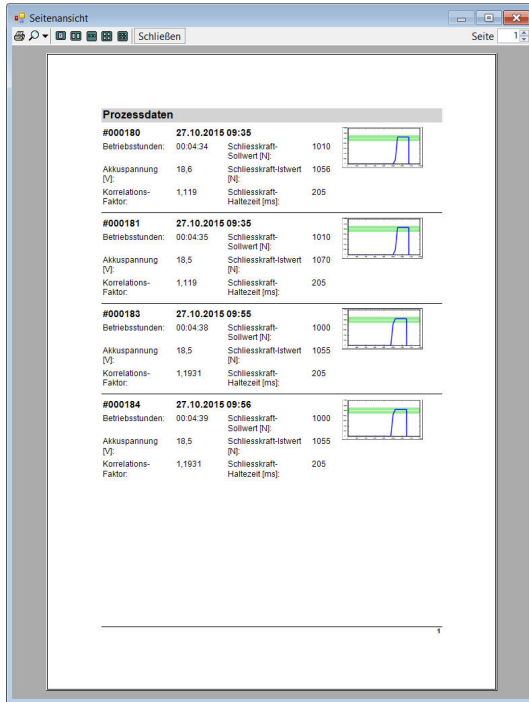 Seitenansicht
Schließen Seite 1
Prozessdaten
#000180 27.10.2015 09:35
Betriebsstunden: 00:04:34 Schliesskraft- 1010
Sollwert [N]:
Akkuspannung 18,6 Schliesskraft-Istwert 1056
[V]: [N]:
Korrelations- 1,119 Schliesskraft- 205
Faktor: Haltezeit [ms]:
#000181 27.10.2015 09:35
Betriebsstunden: 00:04:35 Schliesskraft- 1010
Sollwert [N]:
Akkuspannung 18,5 Schliesskraft-Istwert 1070
[V]: [N]:
Korrelations- 1,119 Schliesskraft- 205
Faktor: Haltezeit [ms]:
#000183 27.10.2015 09:55
Betriebsstunden: 00:04:38 Schliesskraft- 1000
Sollwert [N]:
Akkuspannung 18,5 Schliesskraft-Istwert 1055
[V]: [N]:
Korrelations- 1,1931 Schliesskraft- 205
Faktor: Haltezeit [ms]:
#000184 27.10.2015 09:56
Betriebsstunden: 00:04:39 Schliesskraft- 1000
Sollwert [N]:
Akkuspannung 18,5 Schliesskraft-Istwert 1055
[V]: [N]:
Korrelations- 1,1931 Schliesskraft- 205
Faktor: Haltezeit [ms]:
1